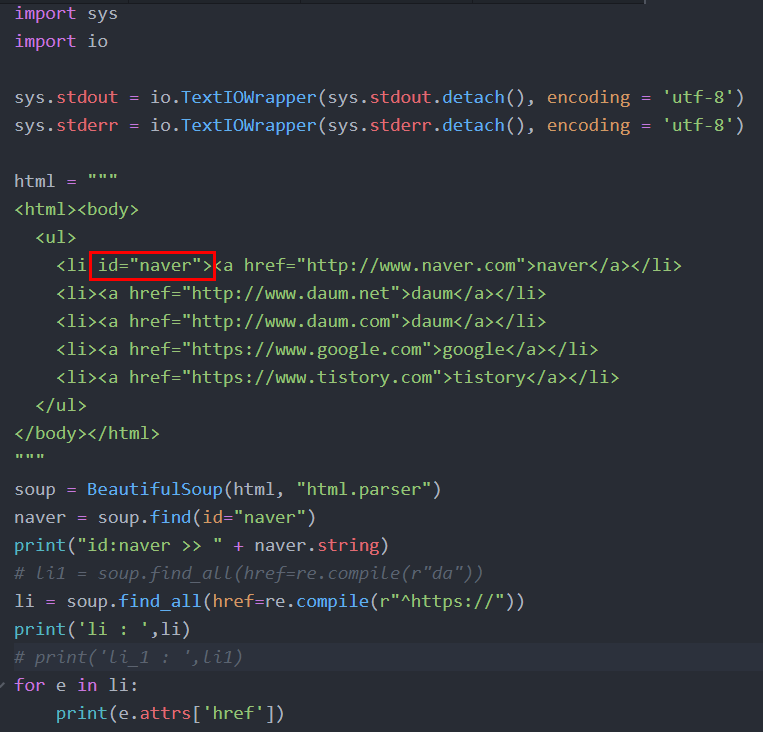 import sys
import io

sys.stdout = io.TextIOWrapper(sys.stdout.detach(), encoding = 'utf-8')
sys.stderr = io.TextIOWrapper(sys.stderr.detach(), encoding = 'utf-8')

html = """
<html><body>
  <ul>
    <li id="naver"><a href="http://www.naver.com">naver</a></li>
    <li><a href="http://www.daum.net">daum</a></li>
    <li><a href="http://www.daum.com">daum</a></li>
    <li><a href="https://www.google.com">google</a></li>
    <li><a href="https://www.tistory.com">tistory</a></li>
  </ul>
</body></html>
"""
soup = BeautifulSoup(html, "html.parser")
naver = soup.find(id="naver")
print("id:naver >> " + naver.string)
# li1 = soup.find_all(href=re.compile(r"da"))
li = soup.find_all(href=re.compile(r"^https://"))
print('li : ',li)
# print('li_1 : ',li1)
for e in li:
    print(e.attrs['href'])